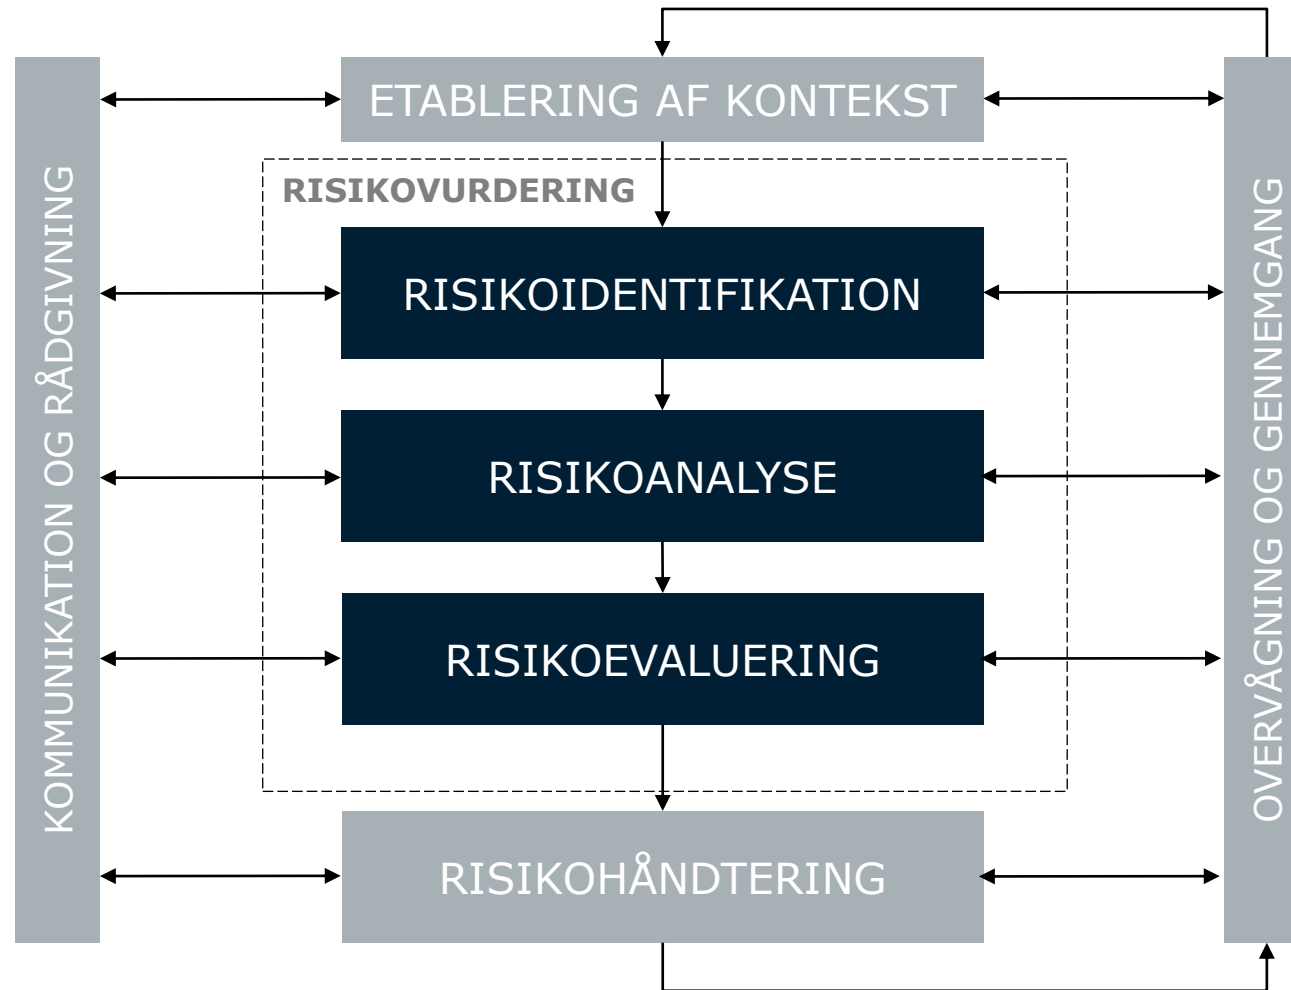 ETABLERING AF KONTEKST
KOMMUNIKATION OG RÅDGIVNING
RISIKOVURDERING
RISIKOIDENTIFIKATION
RISIKOANALYSE
RISIKOEVALUERING
RISIKOHÅNDTERING
OVERVÅGNING OG GENNEMGANG